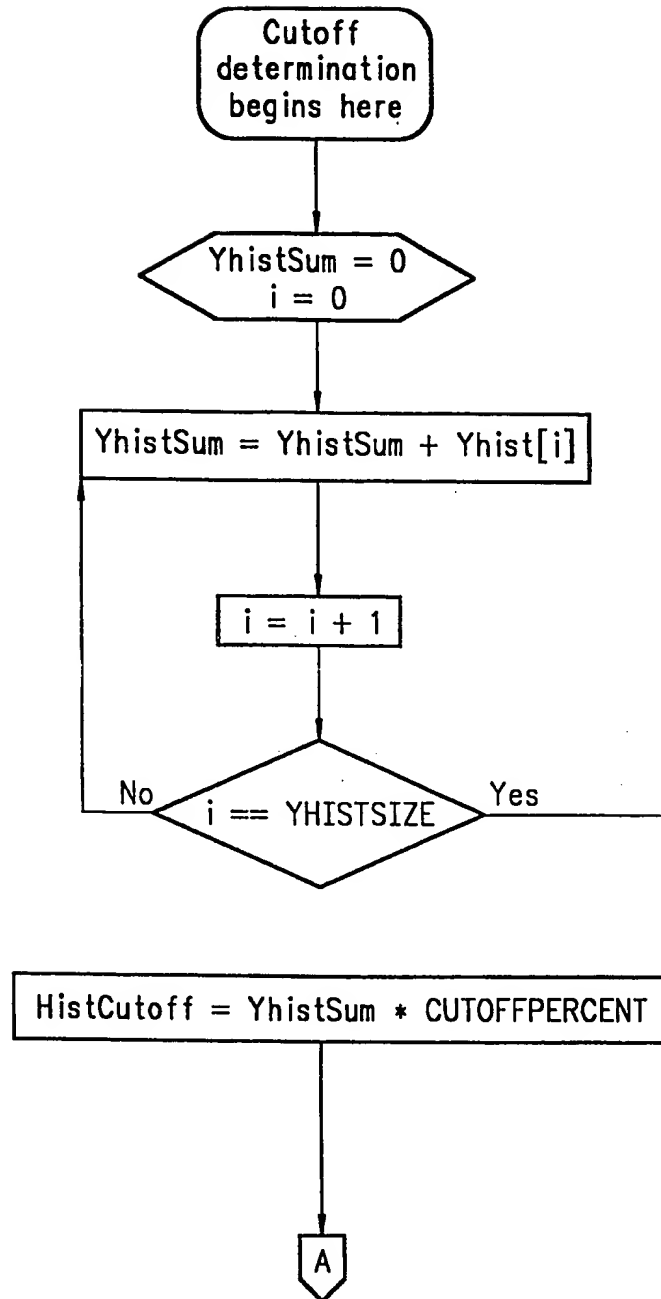 Cutoff
determination
begins here
YhistSum = 0
i = 0
YhistSum = YhistSum + Yhist[i]
i = i + 1
No
i == YHISTSIZE
Yes
HistCutoff = YhistSum * CUTOFFPERCENT
A